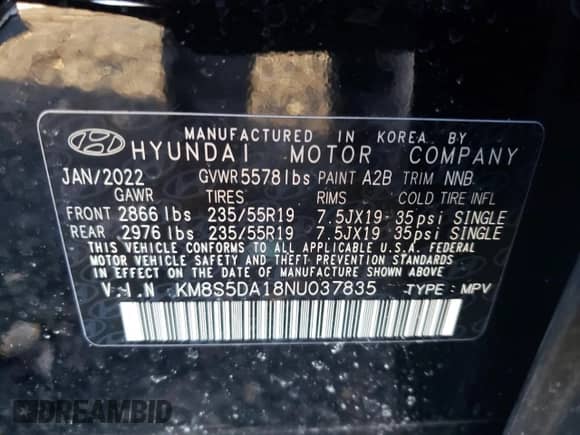 MANUFACTURED IN KOREA BY
HYUNDAI MOTOR COMPANY
JAN/2022 GVWR5578lbs PAINT A2B TRIM NNB
GAWR TIRES RIMS COLD TIRE INFL
FRONT 2866 lbs 235/55R19 7.5JX19 - 35psi SINGLE
REAR 2976 lbs 235/55R19 7.5JX19 - 35psi SINGLE
THIS VEHICLE CONFORMS TO ALL APPLICABLE U.S.A. FEDERAL
MOTOR VEHICLE SAFETY AND THEFT PREVENTION STANDARDS
IN EFFECT ON THE DATE OF MANUFACTURE SHOWN ABOVE
V.I.N KM8S5DA18NU037835 TYPE: MPV
DREAMBID